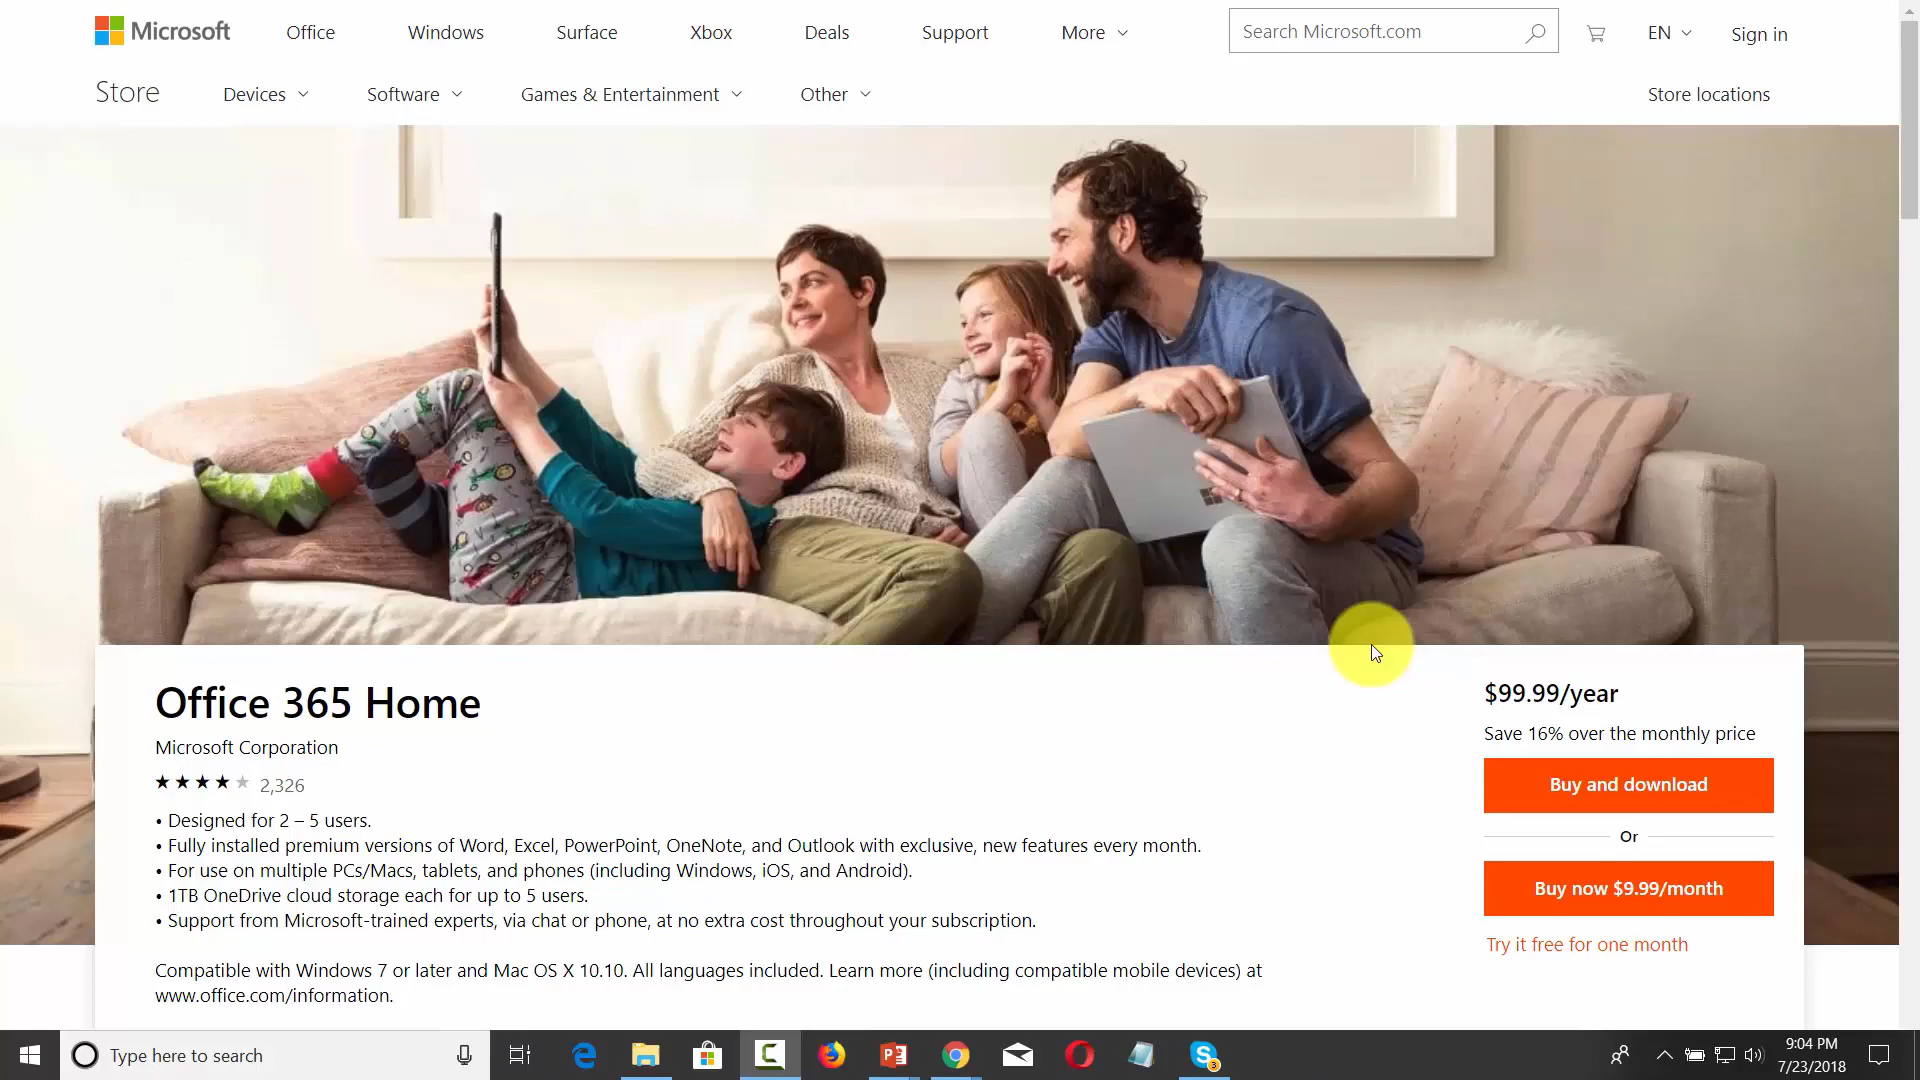 Microsoft Office Windows Surface Xbox Deals Support More Search Microsoft.com EN Sign in
Store Devices Software Games & Entertainment Other Store locations
Office 365 Home
Microsoft Corporation
2,326
• Designed for 2 – 5 users.
• Fully installed premium versions of Word, Excel, PowerPoint, OneNote, and Outlook with exclusive, new features every month.
• For use on multiple PCs/Macs, tablets, and phones (including Windows, iOS, and Android).
• 1TB OneDrive cloud storage each for up to 5 users.
• Support from Microsoft-trained experts, via chat or phone, at no extra cost throughout your subscription.
Compatible with Windows 7 or later and Mac OS X 10.10. All languages included. Learn more (including compatible mobile devices) at
www.office.com/information.
$99.99/year
Save 16% over the monthly price
Buy and download
Or
Buy now $9.99/month
Try it free for one month
Type here to search
3
9:04 PM
7/23/2018